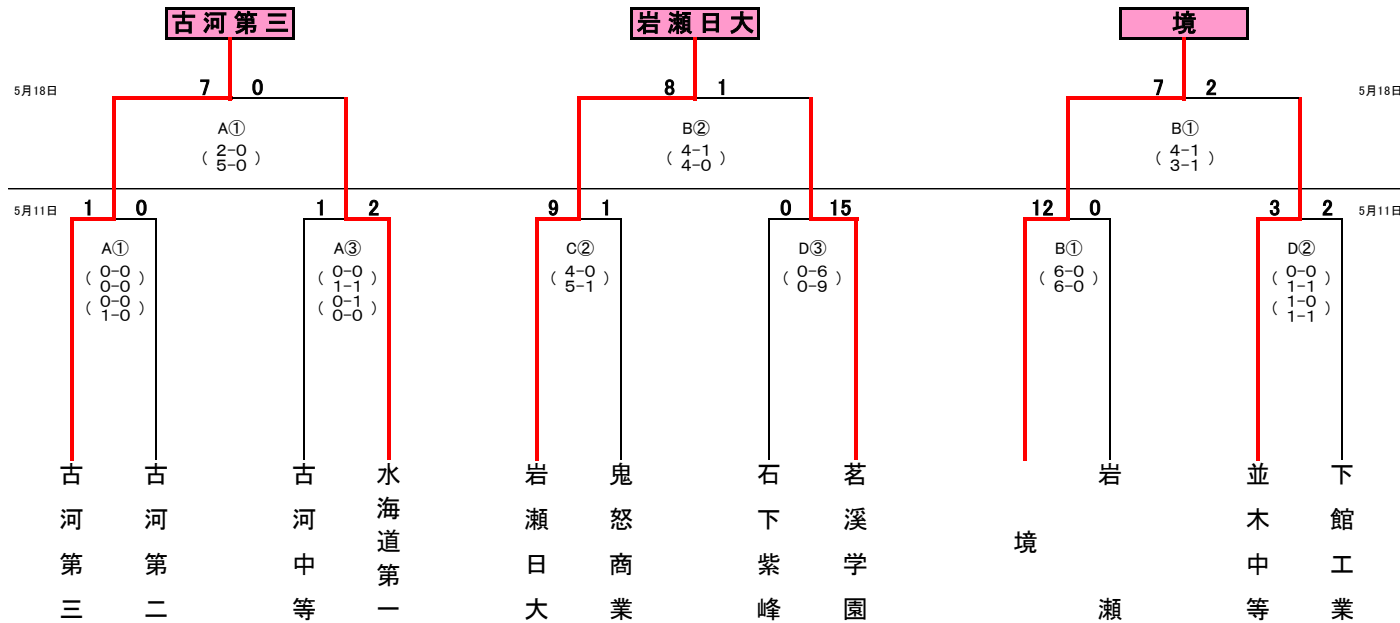 古河第三 岩瀬日大 境
7 0 8 1 7 2
5月18日 5月18日
A① B② B①
( 2-0 ( 4-1 ( 4-1
5-0 ) 4-0 ) 3-1 )
5月11日 1 0 1 2 9 1 0 15 12 0 3 2 5月11日
A① A③ C② D③ B① D②
( 0-0 ( 0-0 ( 4-0 ( 0-6 ( 6-0 ( 0-0
0-0 ) 1-1 ) 5-1 ) 0-9 ) 6-0 ) 1-1 )
( 0-0 ( 0-1 ( 1-0
1-0 ) 0-0 ) 1-1 )
古河第三
古河第二
古河中等
水海道第一
岩瀬日大
鬼怒商業
石下紫峰
茗溪学園
境
岩瀬
並木中等
下館工業